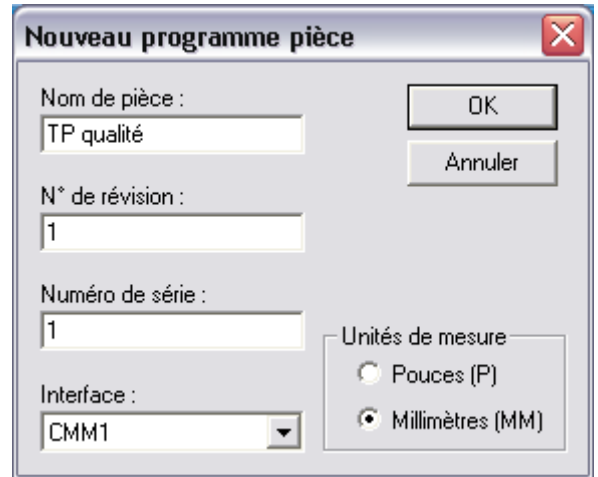 Nouveau programme pièce
Nom de pièce :
TP qualité
OK
Annuler
N° de révision :
1
Numéro de série :
1
Interface :
CMM1
Unités de mesure
Pouces (P)
Millimètres (MM)